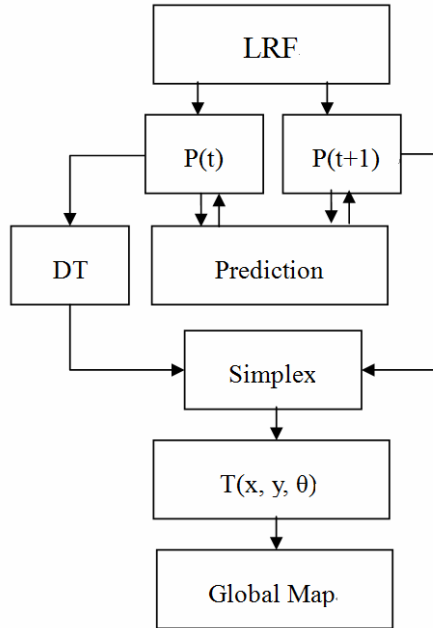 LRF
P(t)
P(t+1)
DT
Prediction
Simplex
T(x, y, θ)
Global Map